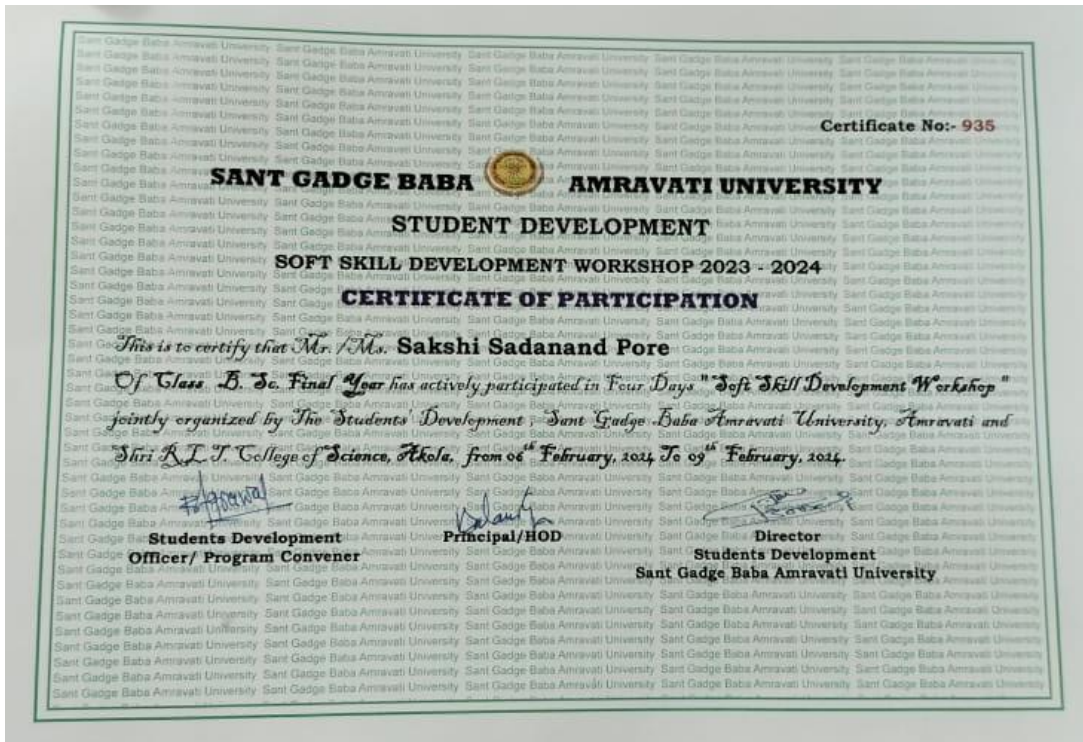 Certificate No:- 935
SANT GADGE BABA AMRAVATI UNIVERSITY
STUDENT DEVELOPMENT
SOFT SKILL DEVELOPMENT WORKSHOP 2023 - 2024
CERTIFICATE OF PARTICIPATION
This is to certify that Mr. /Ms. Sakshi Sadanand Pore
Of Class B. Sc. Final Year has actively participated in Four Days "Soft Skill Development Workshop"
jointly organized by The Students' Development, Sant Gadge Baba Amravati University, Amravati and
Shri R.L.T. College of Science, Akola, from 06th February, 2024 To 09th February, 2024.
Students Development Principal/HOD Director
Officer/ Program Convener Students Development
Sant Gadge Baba Amravati University